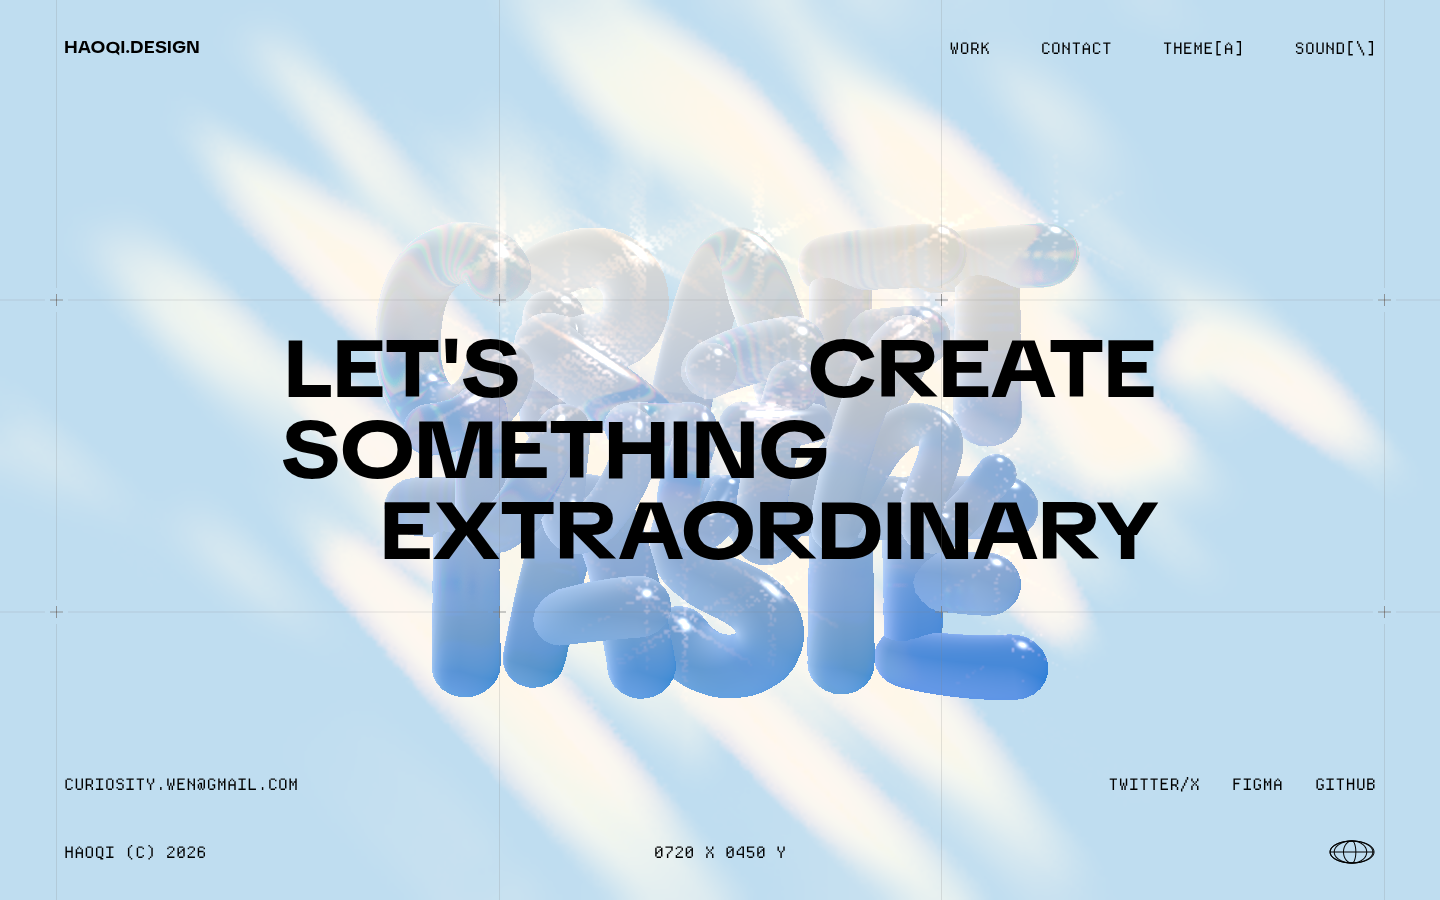 HAOQI.DESIGN
WORK CONTACT THEME[A] SOUND[\]
LET'S CREATE
SOMETHING
EXTRAORDINARY
CURIOSITY.WEN@GMAIL.COM
TWITTER/X FIGMA GITHUB
HAOQI (C) 2026
0720 X 0450 Y